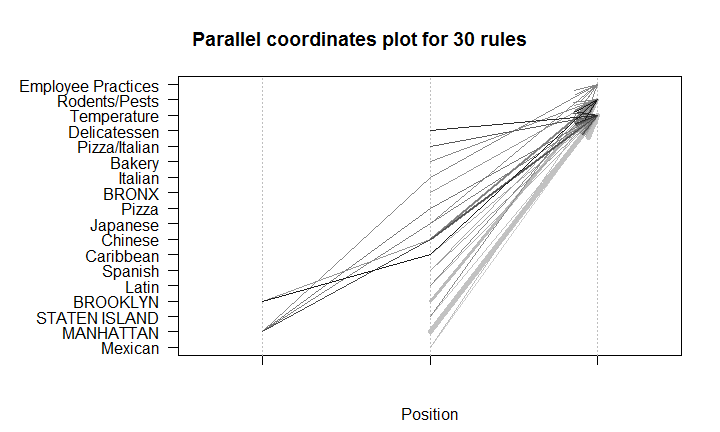 Parallel coordinates plot for 30 rules
Employee Practices
Rodents/Pests
Temperature
Delicatessen
Pizza/Italian
Bakery
Italian
BRONX
Pizza
Japanese
Chinese
Caribbean
Spanish
Latin
BROOKLYN
STATEN ISLAND
MANHATTAN
Mexican
Position